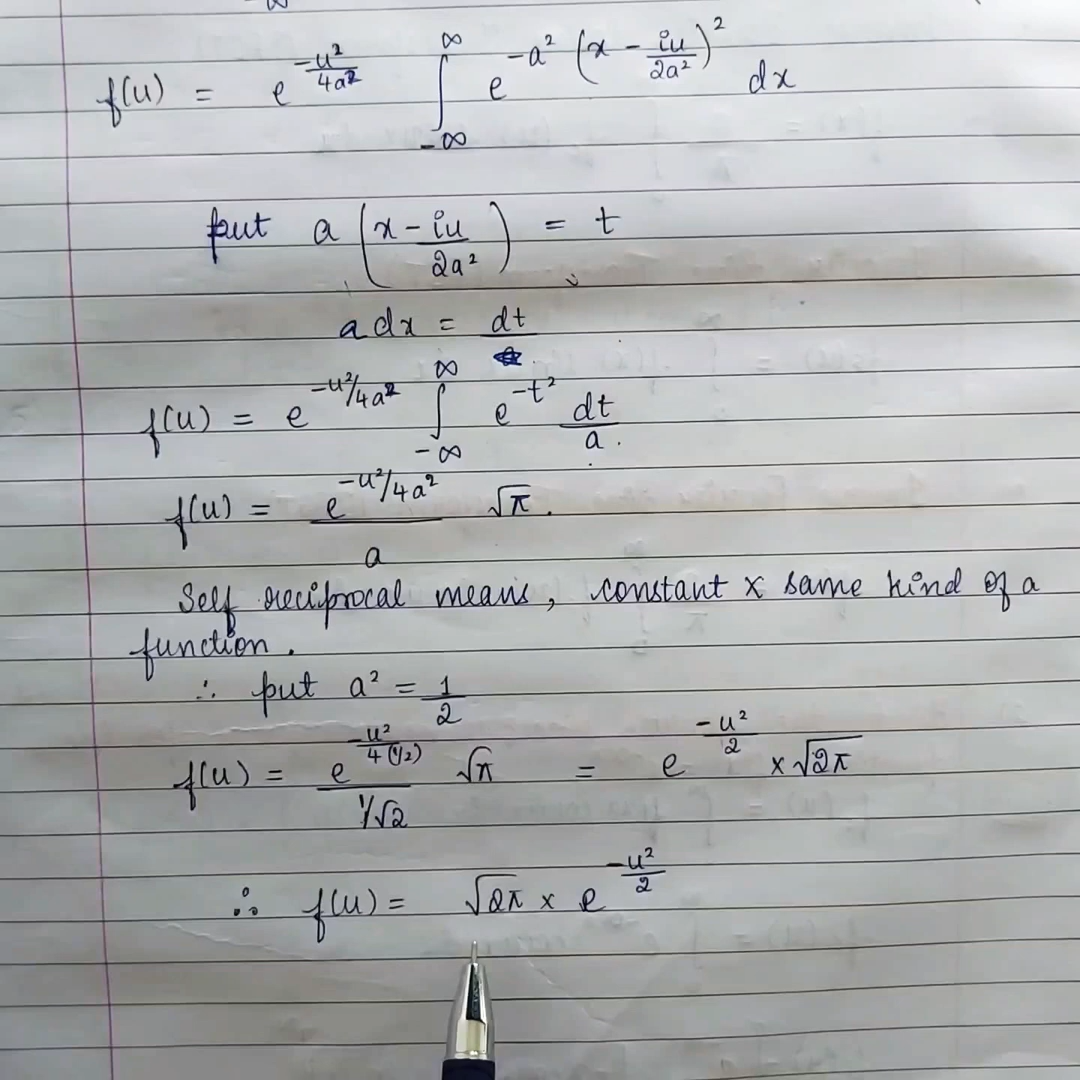 ∞
f(u) = e^{-u²/4a²} ∫_{-∞}^{∞} e^{-a² (x - iu/2a²)²} dx
put a (x - iu/2a²) = t
a dx = dt
f(u) = e^{-u²/4a²} ∫_{-∞}^{∞} e^{-t²} dt/a.
f(u) = e^{-u²/4a²}/a √π.
Self reciprocal means, constant x same kind of a
function.
∴ put a² = 1/2
f(u) = e^{-u²/4(1/2)}/(1/√2) √π = e^{-u²/2} × √2π
∴ f(u) = √2π × e^{-u²/2}